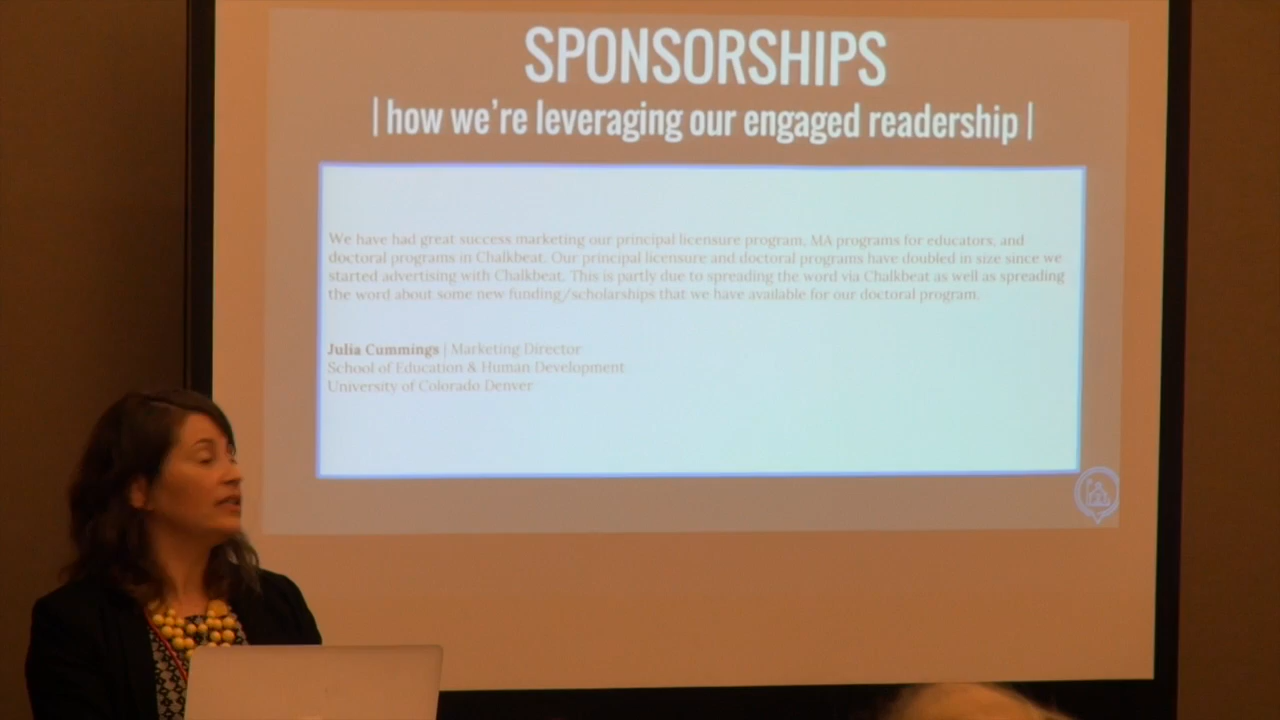 SPONSORSHIPS
| how we're leveraging our engaged readership |
We have had great success marketing our principal licensure program, MA programs for educators, and
doctoral programs in Chalkbeat. Our principal licensure and doctoral programs have doubled in size since we
started advertising with Chalkbeat. This is partly due to spreading the word via Chalkbeat as well as spreading
the word about some new funding/scholarships that we have available for our doctoral program.
Julia Cummings | Marketing Director
School of Education & Human Development
University of Colorado Denver